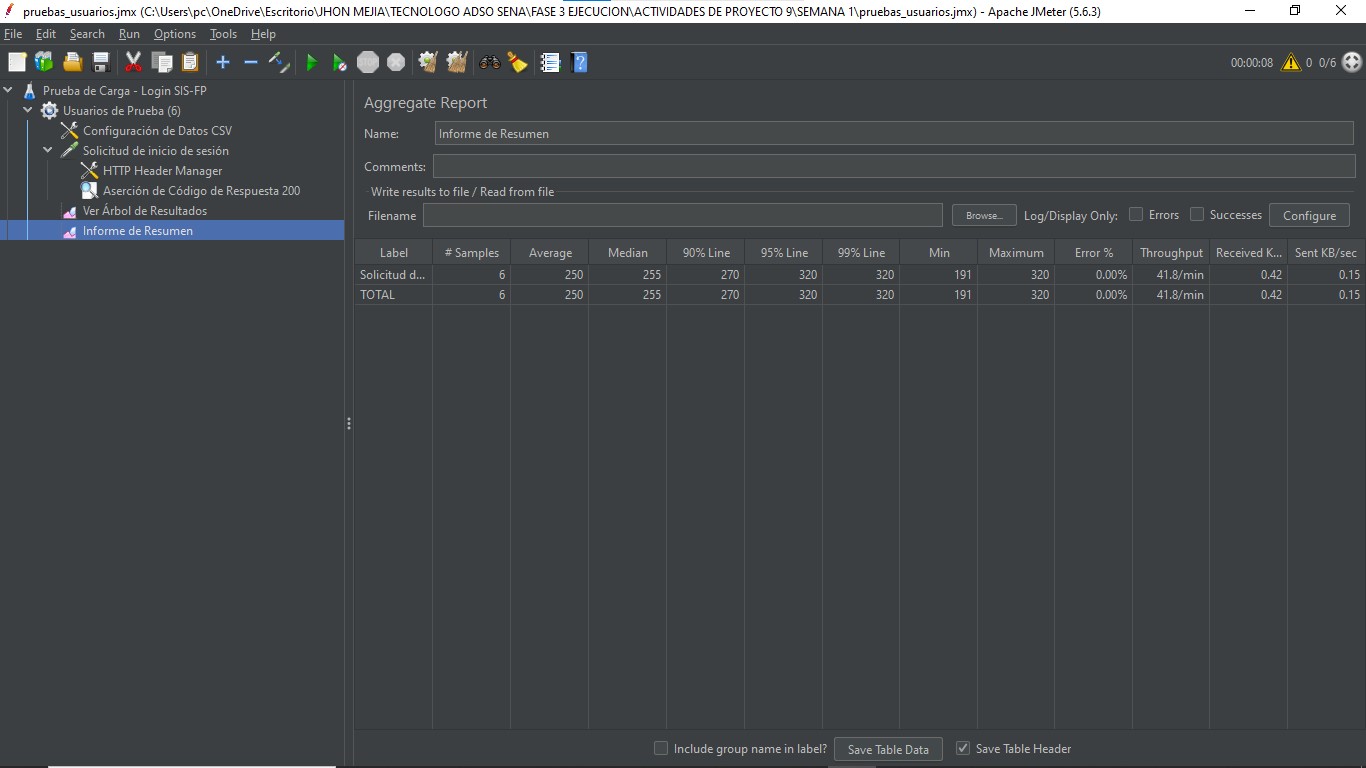 pruebas_usuarios.jmx (C:\Users\pc\OneDrive\Escritorio\JHON MEJIA\TECNOLOGO ADSO SENA\FASE 3 EJECUCION\ACTIVIDADES DE PROYECTO 9\SEMANA 1\pruebas_usuarios.jmx) - Apache JMeter (5.6.3)
File Edit Search Run Options Tools Help
STOP 00:00:08 0 0/6
Prueba de Carga - Login SIS-FP
Usuarios de Prueba (6)
Configuración de Datos CSV
Solicitud de inicio de sesión
HTTP Header Manager
Aserción de Código de Respuesta 200
Ver Árbol de Resultados
Informe de Resumen
Aggregate Report
Name: Informe de Resumen
Comments:
Write results to file / Read from file
Filename Browse... Log/Display Only: Errors Successes Configure
Label # Samples Average Median 90% Line 95% Line 99% Line Min Maximum Error % Throughput Received K... Sent KB/sec
Solicitud d... 6 250 255 270 320 320 191 320 0.00% 41.8/min 0.42 0.15
TOTAL 6 250 255 270 320 320 191 320 0.00% 41.8/min 0.42 0.15
Include group name in label? Save Table Data Save Table Header